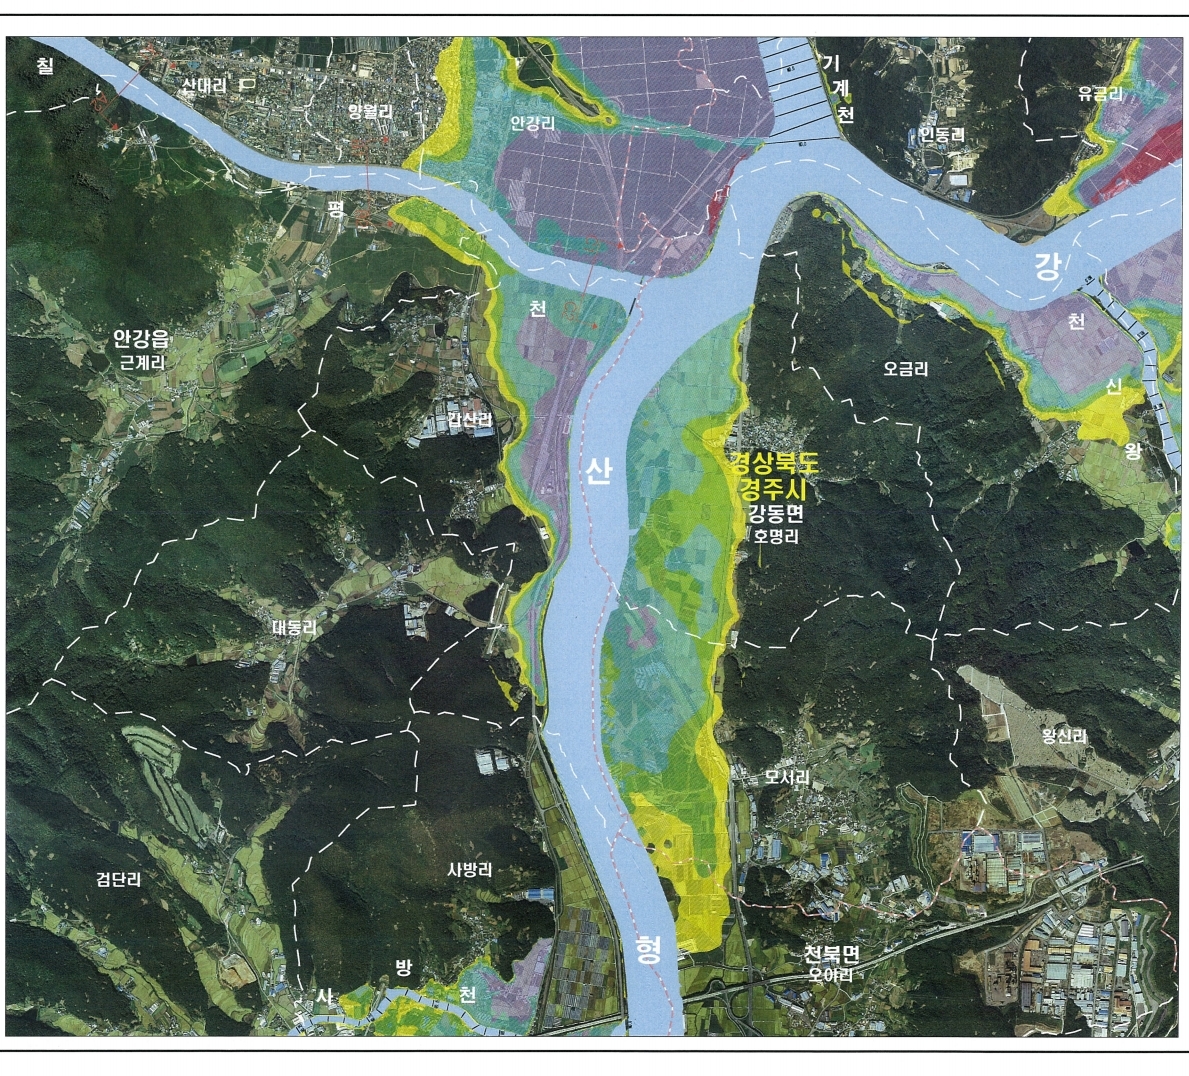 칠
산대리
양월리
안강리
기
계
천
인동리
유금리
평
강
천
천
안강읍
근계리
오금리
신
갑산리
왕
산
경상북도
경주시
강동면
호명리
대동리
왕신리
모서리
검단리
사방리
형
천북면
오야리
방
사
천